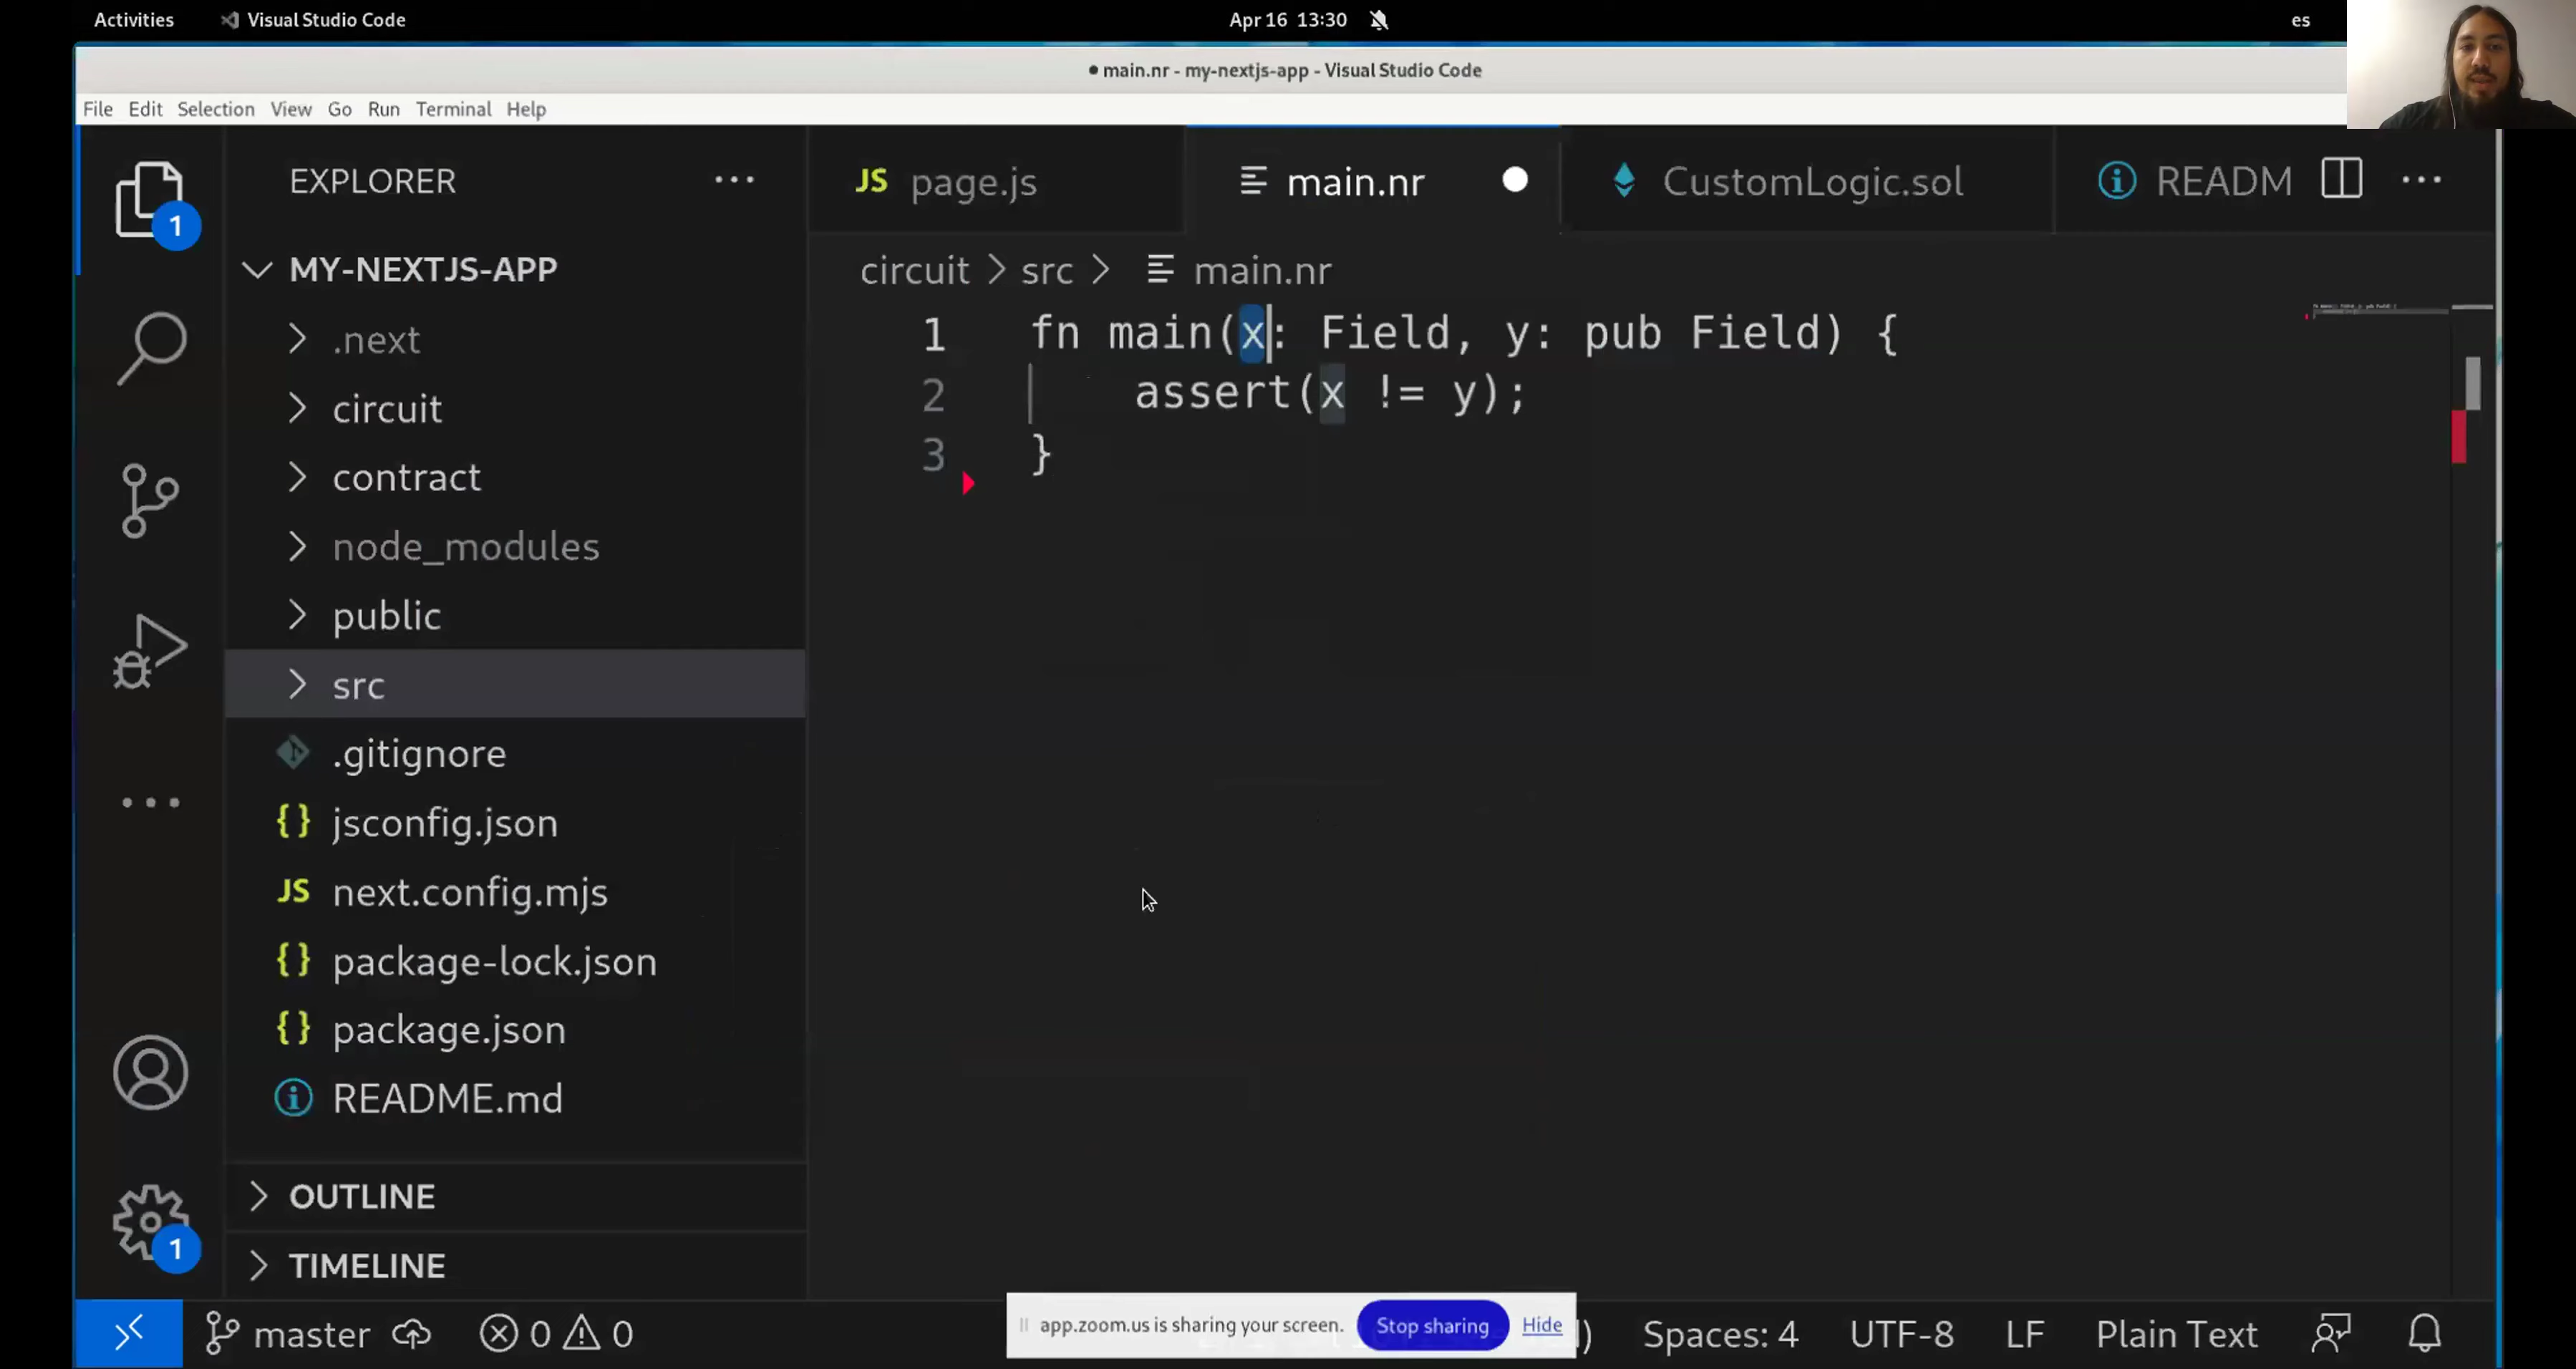 Activities Visual Studio Code Apr 16 13:30 es
● main.nr - my-nextjs-app - Visual Studio Code
File Edit Selection View Go Run Terminal Help
EXPLORER
1
MY-NEXTJS-APP
.next
circuit
contract
node_modules
public
src
.gitignore
{} jsconfig.json
JS next.config.mjs
{} package-lock.json
{} package.json
README.md
OUTLINE
TIMELINE
1
JS page.js main.nr CustomLogic.sol READM
circuit > src > main.nr
1 fn main(x: Field, y: pub Field) {
2 assert(x != y);
3 }
app.zoom.us is sharing your screen. Stop sharing Hide
master 0 0 ) Spaces: 4 UTF-8 LF Plain Text